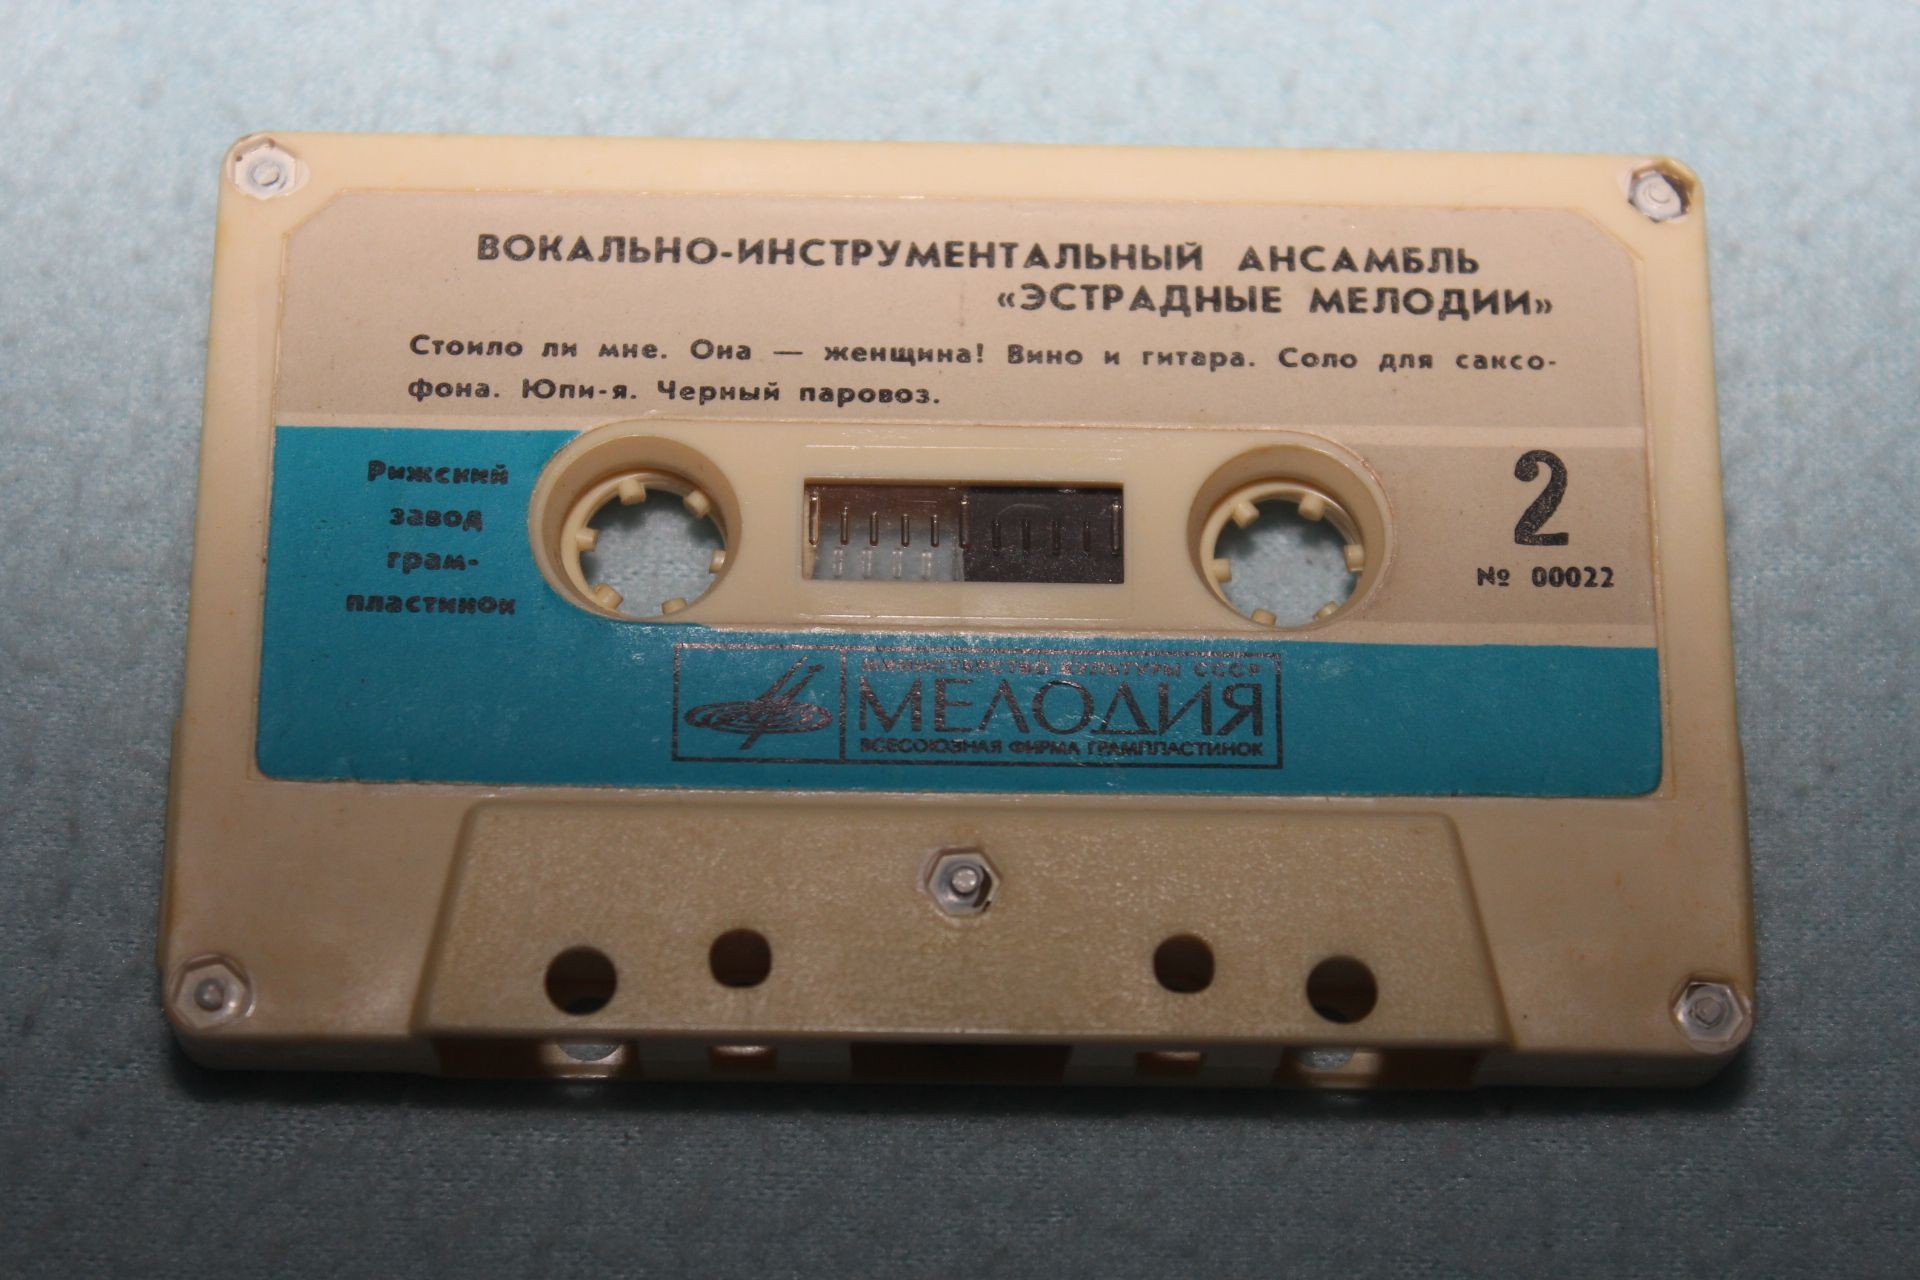 ВОКАЛЬНО-ИНСТРУМЕНТАЛЬНЫЙ АНСАМБЛЬ
«ЭСТРАДНЫЕ МЕЛОДИИ»
Стоило ли мне. Она — женщина! Вино и гитара. Соло для саксо-
фона. Юпи-я. Черный паровоз.
Рижский
завод
грам-
пластинок
2
№ 00022
МИНИСТЕРСТВО КУЛЬТУРЫ СССР
МЕЛОДИЯ
ВСЕСОЮЗНАЯ ФИРМА ГРАМПЛАСТИНОК